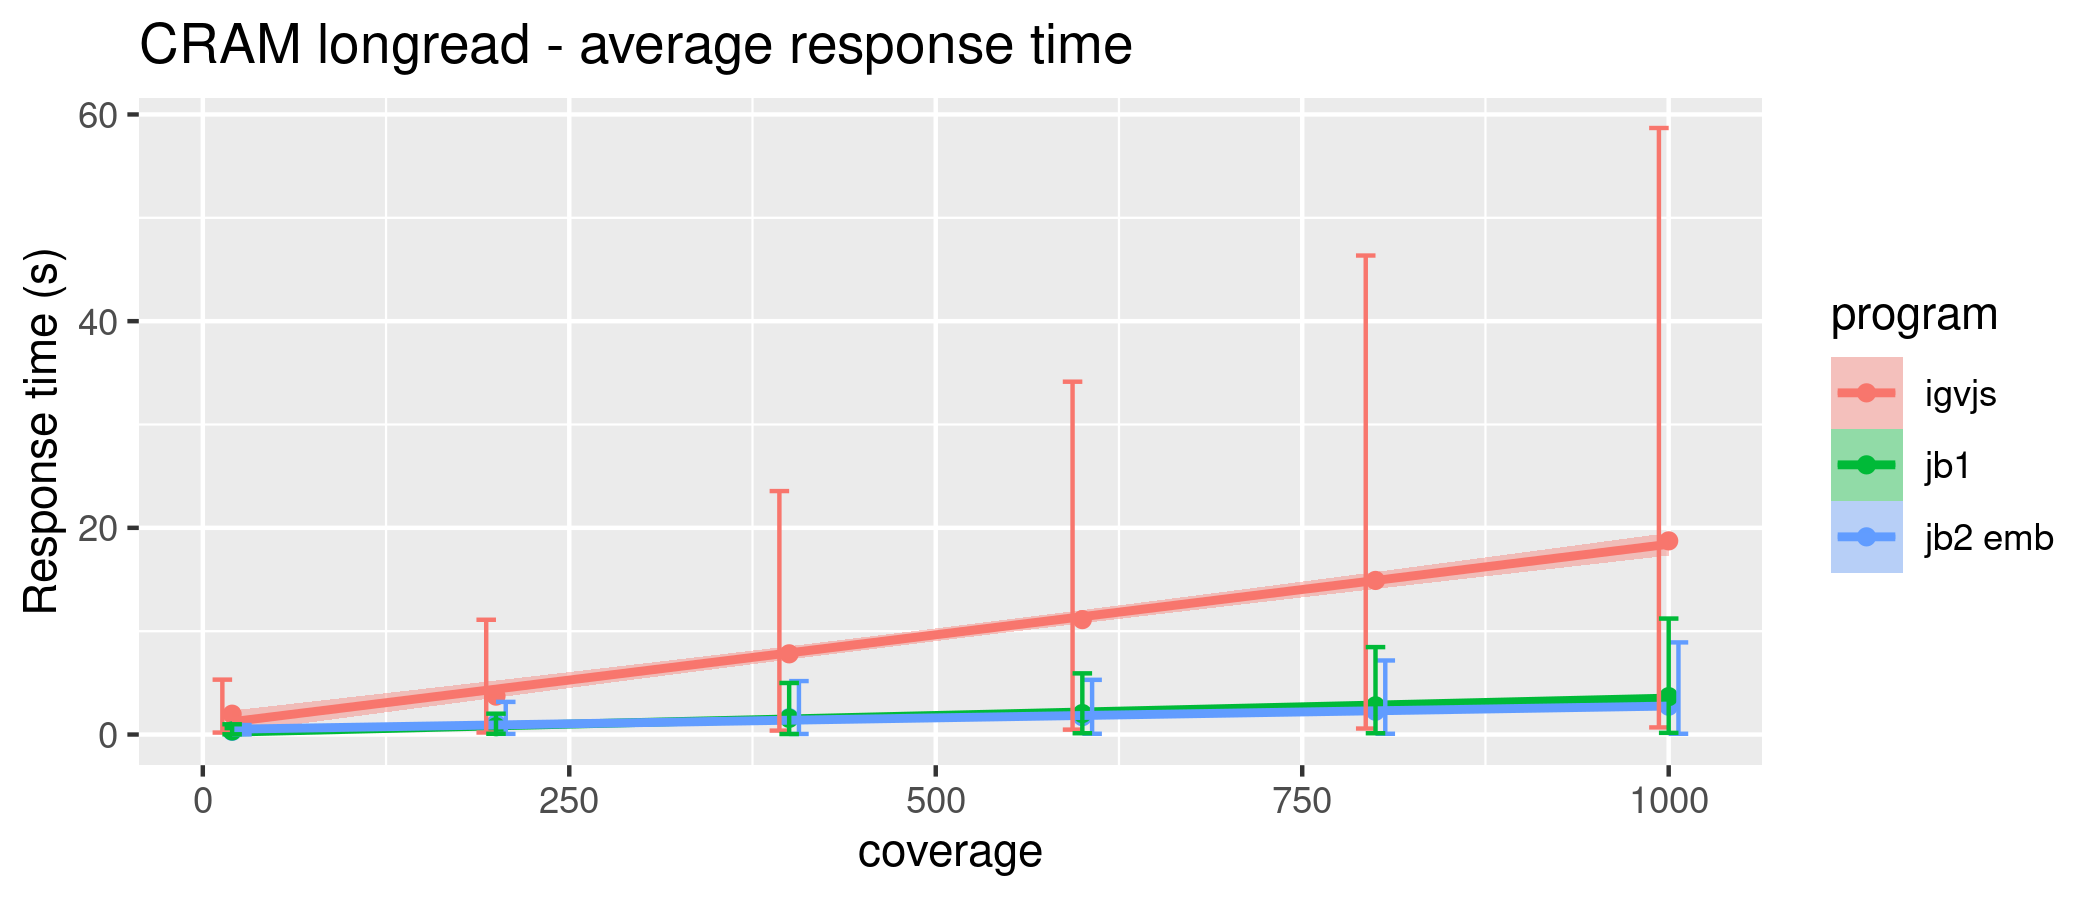 CRAM longread - average response time
60
40
20
0
Response time (s)
0 250 500 750 1000
coverage
program
igvjs
jb1
jb2 emb